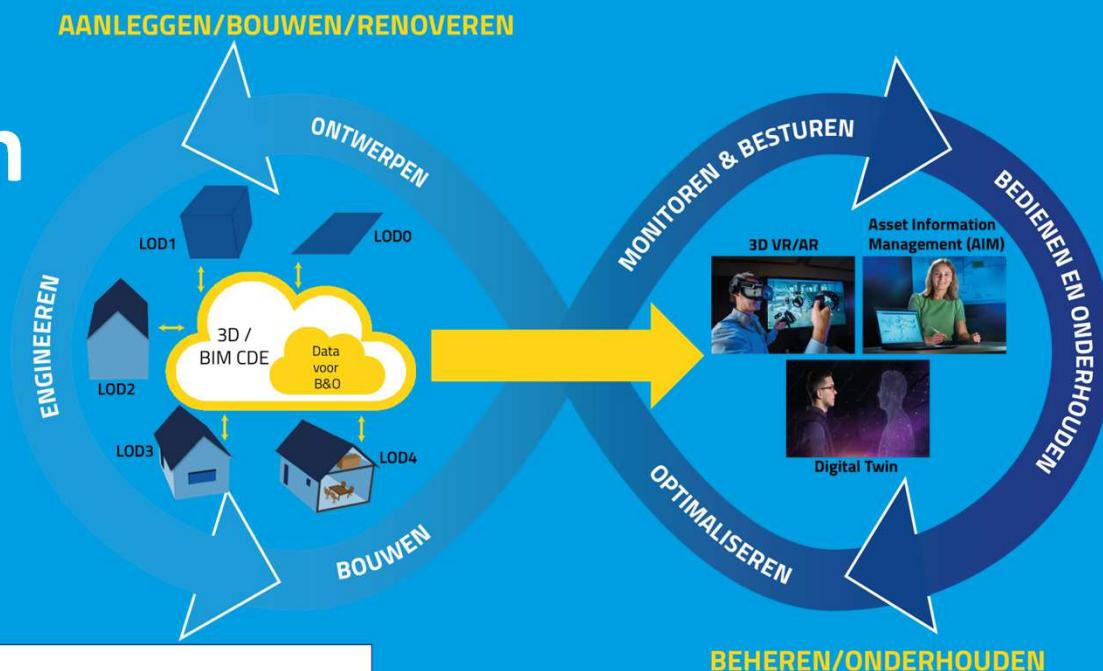 AANLEGGEN/BOUWEN/RENOVEREN
n
ONTWERPEN
ENGINEEREN
BOUWEN
LOD1
LOD0
LOD2
3D /
BIM CDE
Data
voor
B&O
LOD3
LOD4
MONITOREN & BESTUREN
BEDIENEN EN ONDERHOUDEN
OPTIMALISEREN
3D VR/AR
Asset Information
Management (AIM)
Digital Twin
BEHEREN/ONDERHOUDEN